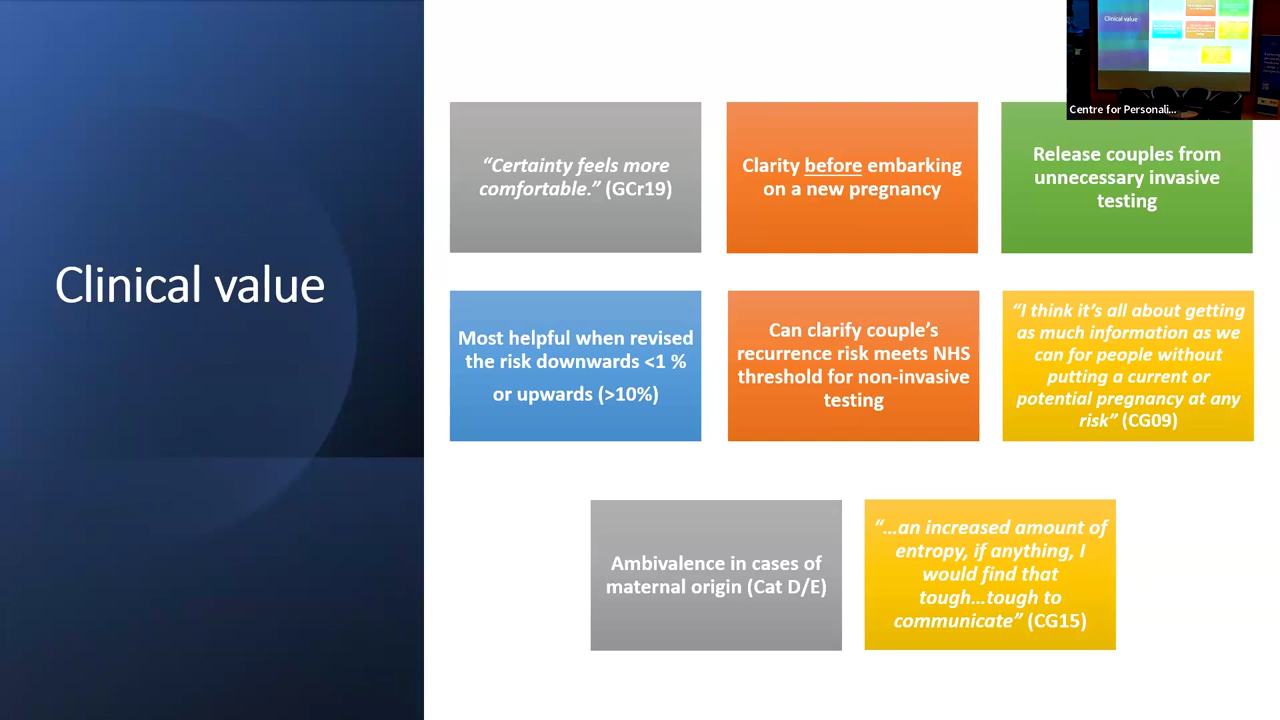 Clinical value
Centre for Personali...
“Certainty feels more
comfortable.” (GCr19)
Clarity before embarking
on a new pregnancy
Release couples from
unnecessary invasive
testing
Most helpful when revised
the risk downwards <1 %
or upwards (>10%)
Can clarify couple’s
recurrence risk meets NHS
threshold for non-invasive
testing
“I think it’s all about getting
as much information as we
can for people without
putting a current or
potential pregnancy at any
risk” (CG09)
Ambivalence in cases of
maternal origin (Cat D/E)
“…an increased amount of
entropy, if anything, I
would find that
tough…tough to
communicate” (CG15)
Clinical value